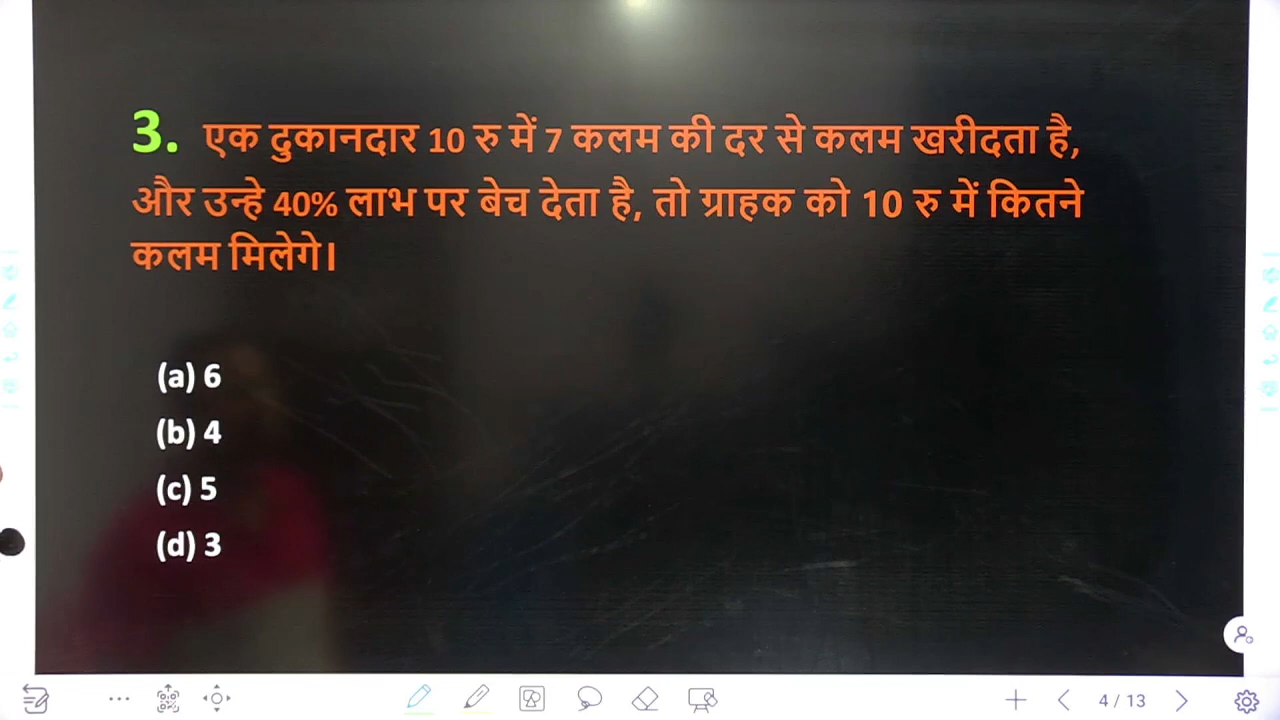 3. एक दुकानदार 10 रु में 7 कलम की दर से कलम खरीदता है,
और उन्हे 40% लाभ पर बेच देता है, तो ग्राहक को 10 रु में कितने
कलम मिलेगे।
(a) 6
(b) 4
(c) 5
(d) 3
4 / 13